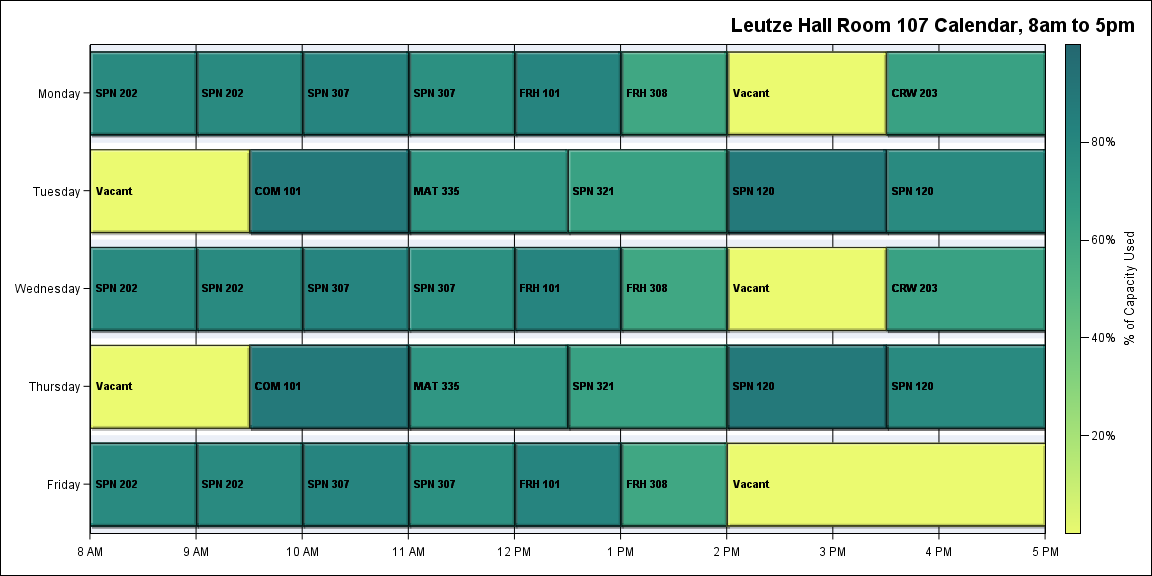 Leutze Hall Room 107 Calendar, 8am to 5pm
Monday
SPN 202
SPN 202
SPN 307
SPN 307
FRH 101
FRH 308
Vacant
CRW 203
Tuesday
Vacant
COM 101
MAT 335
SPN 321
SPN 120
SPN 120
Wednesday
SPN 202
SPN 202
SPN 307
SPN 307
FRH 101
FRH 308
Vacant
CRW 203
Thursday
Vacant
COM 101
MAT 335
SPN 321
SPN 120
SPN 120
Friday
SPN 202
SPN 202
SPN 307
SPN 307
FRH 101
FRH 308
Vacant
8 AM
9 AM
10 AM
11 AM
12 PM
1 PM
2 PM
3 PM
4 PM
5 PM
80%
60%
40%
20%
% of Capacity Used